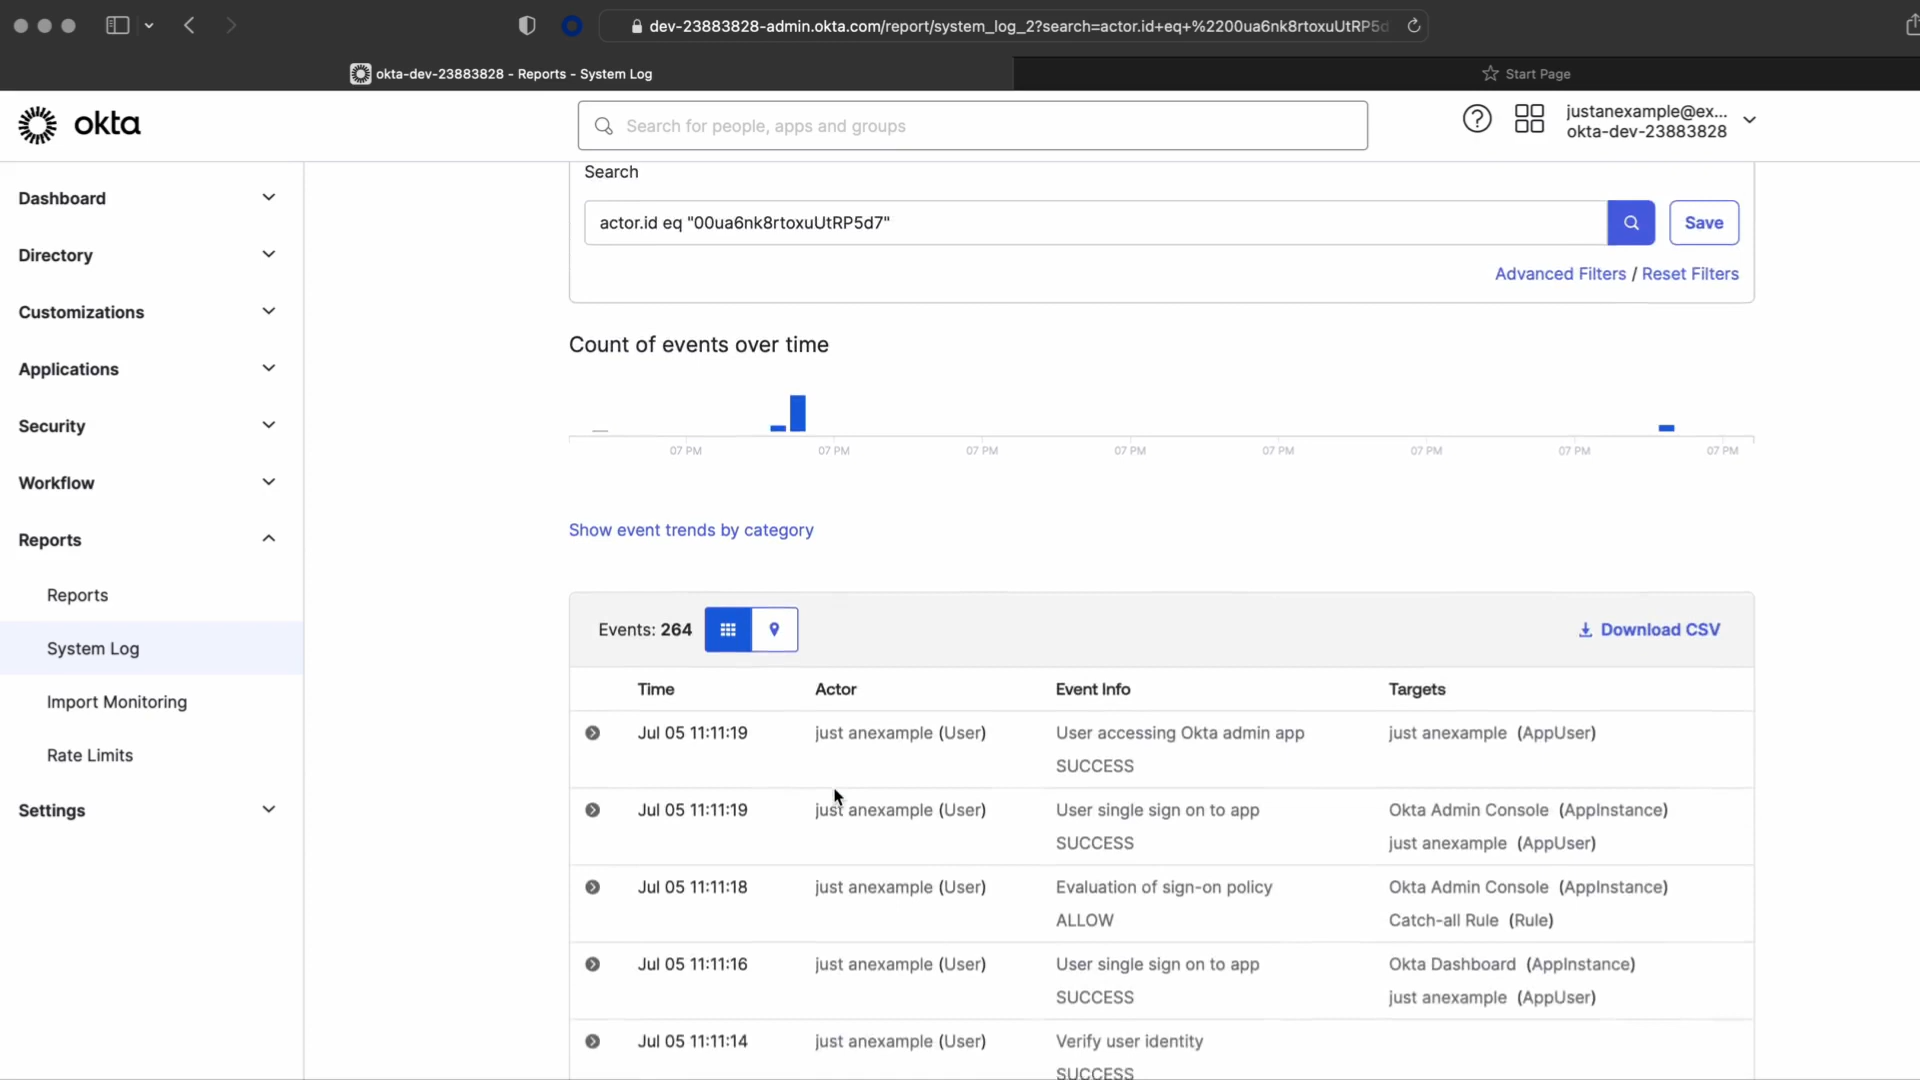 dev-23883828-admin.okta.com/report/system_log_2?search=actor.id+eq+%2200ua6nk8rtoxuUtRP5d
okta-dev-23883828 - Reports - System Log
Start Page
okta
Search for people, apps and groups
justanexample@ex...
okta-dev-23883828
Dashboard
Directory
Customizations
Applications
Security
Workflow
Reports
Reports
System Log
Import Monitoring
Rate Limits
Settings
Search
actor.id eq "00ua6nk8rtoxuUtRP5d7"
Save
Advanced Filters / Reset Filters
Count of events over time
07 PM 07 PM 07 PM 07 PM 07 PM 07 PM 07 PM 07 PM
Show event trends by category
Events: 264
Download CSV
Time Actor Event Info Targets
Jul 05 11:11:19 just anexample (User) User accessing Okta admin app just anexample (AppUser)
SUCCESS
Jul 05 11:11:19 just anexample (User) User single sign on to app Okta Admin Console (AppInstance)
SUCCESS just anexample (AppUser)
Jul 05 11:11:18 just anexample (User) Evaluation of sign-on policy Okta Admin Console (AppInstance)
ALLOW Catch-all Rule (Rule)
Jul 05 11:11:16 just anexample (User) User single sign on to app Okta Dashboard (AppInstance)
SUCCESS just anexample (AppUser)
Jul 05 11:11:14 just anexample (User) Verify user identity
SUCCESS